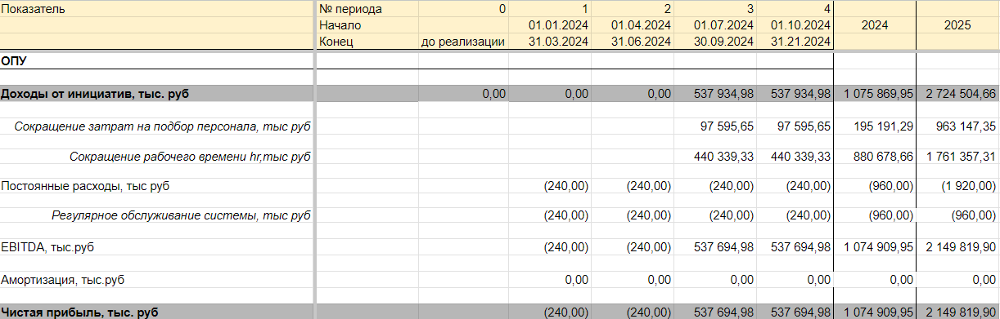 Показатель № периода 0 1 2 3 4
Начало 01.01.2024 01.04.2024 01.07.2024 01.10.2024 2024 2025
Конец до реализации 31.03.2024 31.06.2024 30.09.2024 31.21.2024
ОПУ
Доходы от инициатив, тыс. руб 0,00 0,00 0,00 537 934,98 537 934,98 1 075 869,95 2 724 504,66
Сокращение затрат на подбор персонала, тыс руб 97 595,65 97 595,65 195 191,29 963 147,35
Сокращение рабочего времени hr,тыс руб 440 339,33 440 339,33 880 678,66 1 761 357,31
Постоянные расходы, тыс руб (240,00) (240,00) (240,00) (240,00) (960,00) (1 920,00)
Регулярное обслуживание системы, тыс руб (240,00) (240,00) (240,00) (240,00) (960,00) (960,00)
EBITDA, тыс.руб (240,00) (240,00) 537 694,98 537 694,98 1 074 909,95 2 149 819,90
Амортизация, тыс.руб 0,00 0,00 0,00 0,00 0,00 0,00
Чистая прибыль, тыс. руб (240,00) (240,00) 537 694,98 537 694,98 1 074 909,95 2 149 819,90